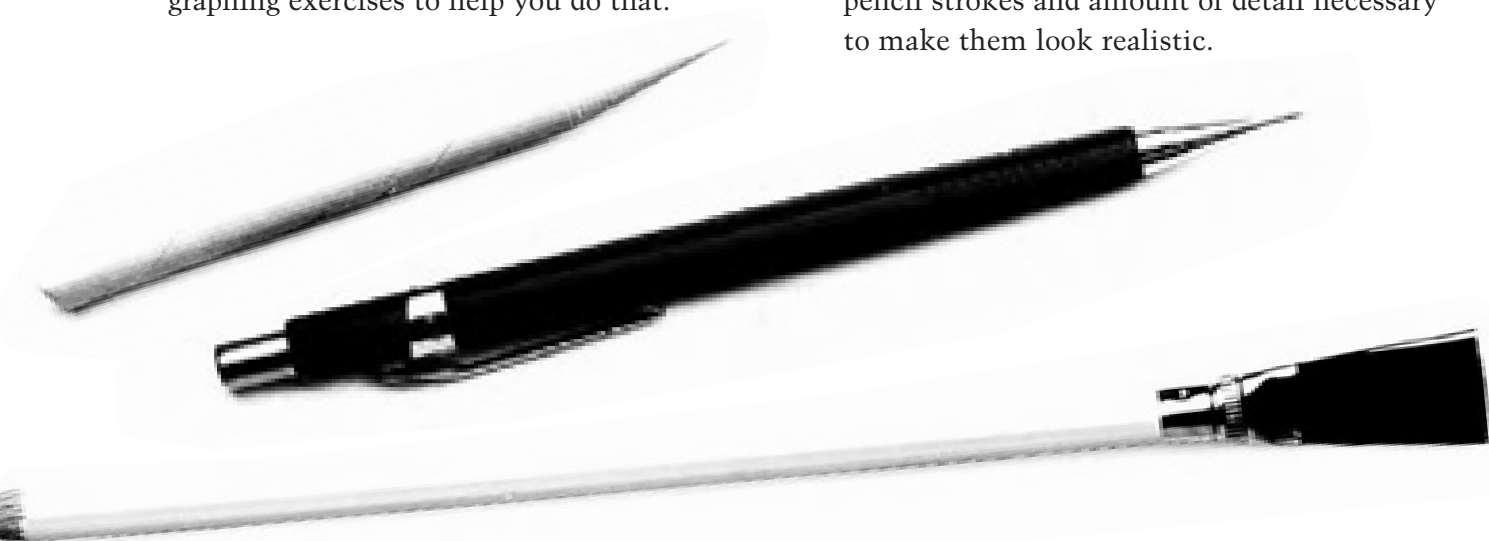 graphing exercises to help you do that.
pencil strokes and amount of detail necessary
to make them look realistic.